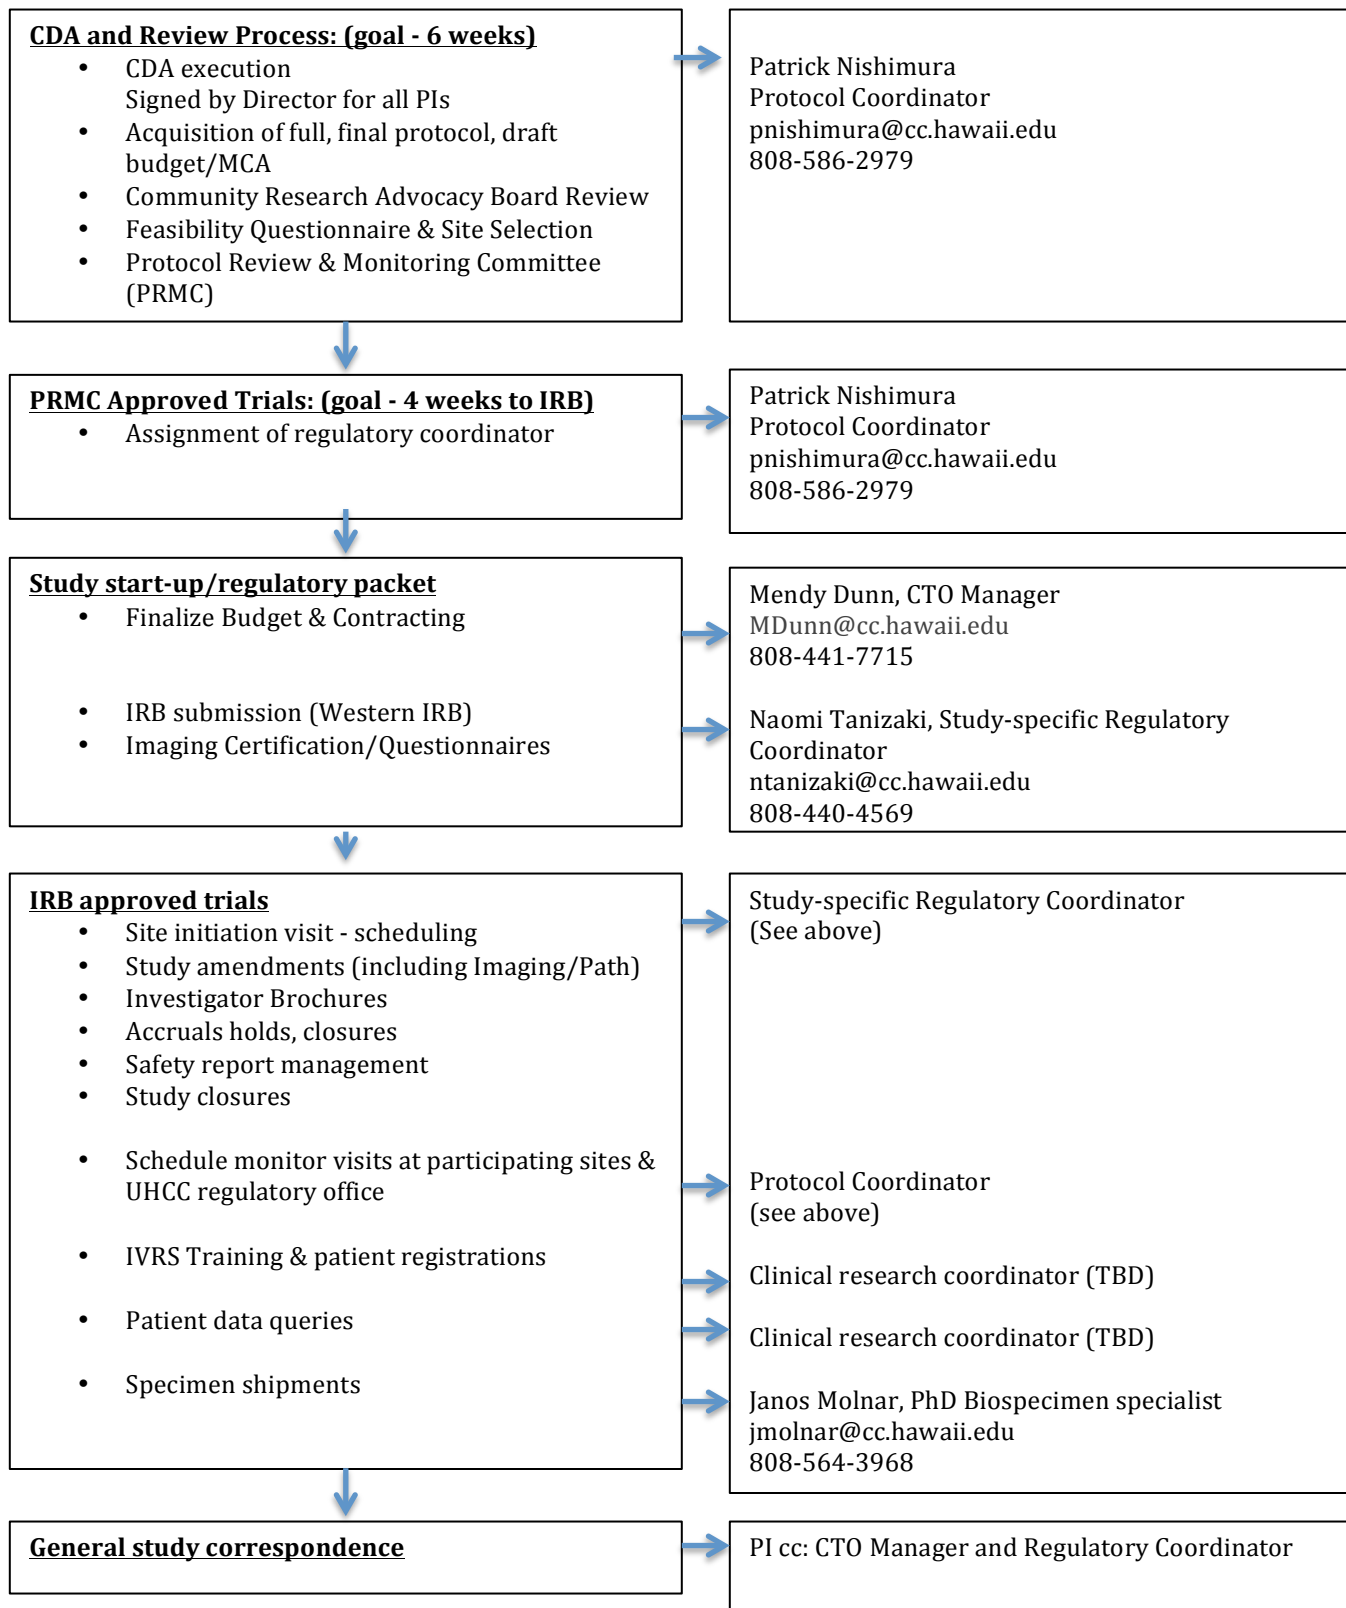 CDA and Review Process: (goal - 6 weeks)
• CDA execution
Signed by Director for all PIs
• Acquisition of full, final protocol, draft
budget/MCA
• Community Research Advocacy Board Review
• Feasibility Questionnaire & Site Selection
• Protocol Review & Monitoring Committee
(PRMC)
Patrick Nishimura
Protocol Coordinator
pnishimura@cc.hawaii.edu
808-586-2979
PRMC Approved Trials: (goal - 4 weeks to IRB)
• Assignment of regulatory coordinator
Patrick Nishimura
Protocol Coordinator
pnishimura@cc.hawaii.edu
808-586-2979
Study start-up/regulatory packet
• Finalize Budget & Contracting
• IRB submission (Western IRB)
• Imaging Certification/Questionnaires
Mendy Dunn, CTO Manager
MDunn@cc.hawaii.edu
808-441-7715
Naomi Tanizaki, Study-specific Regulatory
Coordinator
ntanizaki@cc.hawaii.edu
808-440-4569
IRB approved trials
• Site initiation visit - scheduling
• Study amendments (including Imaging/Path)
• Investigator Brochures
• Accruals holds, closures
• Safety report management
• Study closures
• Schedule monitor visits at participating sites &
UHCC regulatory office
• IVRS Training & patient registrations
• Patient data queries
• Specimen shipments
Study-specific Regulatory Coordinator
(See above)
Protocol Coordinator
(see above)
Clinical research coordinator (TBD)
Clinical research coordinator (TBD)
Janos Molnar, PhD Biospecimen specialist
jmolnar@cc.hawaii.edu
808-564-3968
General study correspondence
PI cc: CTO Manager and Regulatory Coordinator